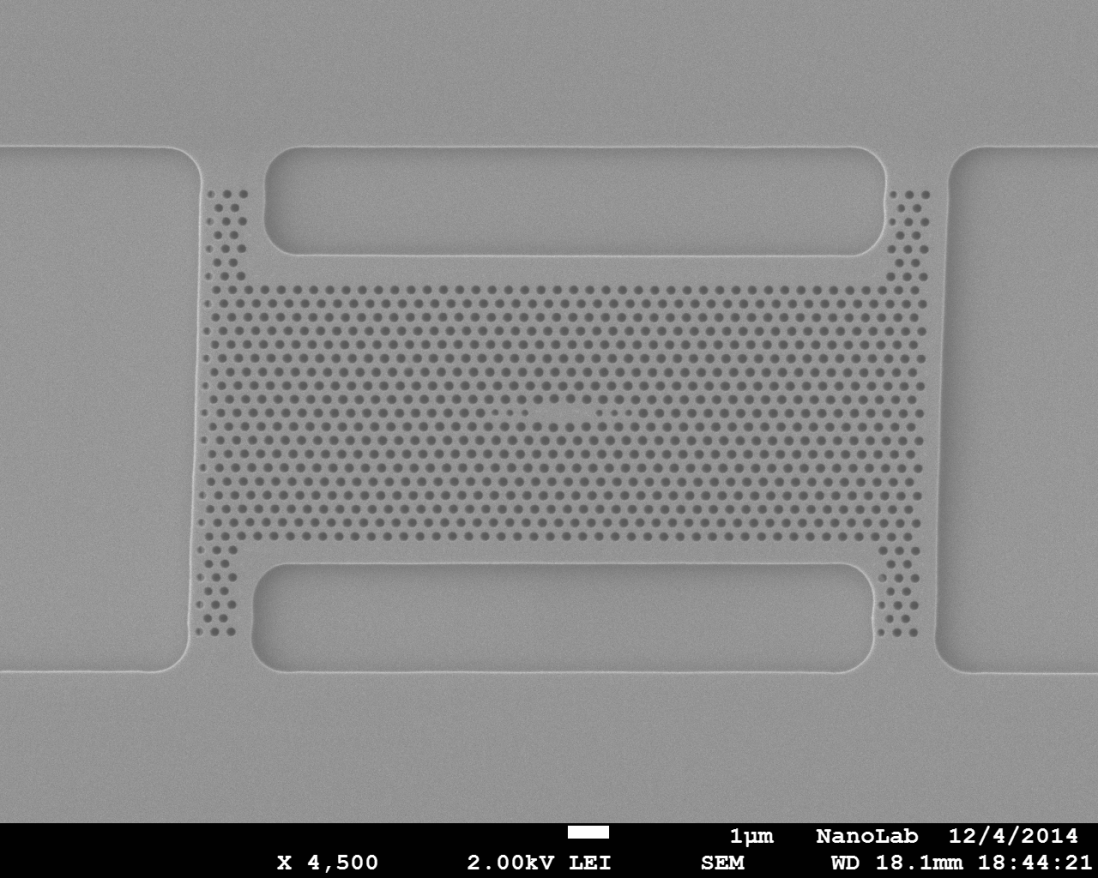 1µm NanoLab 12/4/2014
X 4,500 2.00kV LEI SEM WD 18.1mm 18:44:21